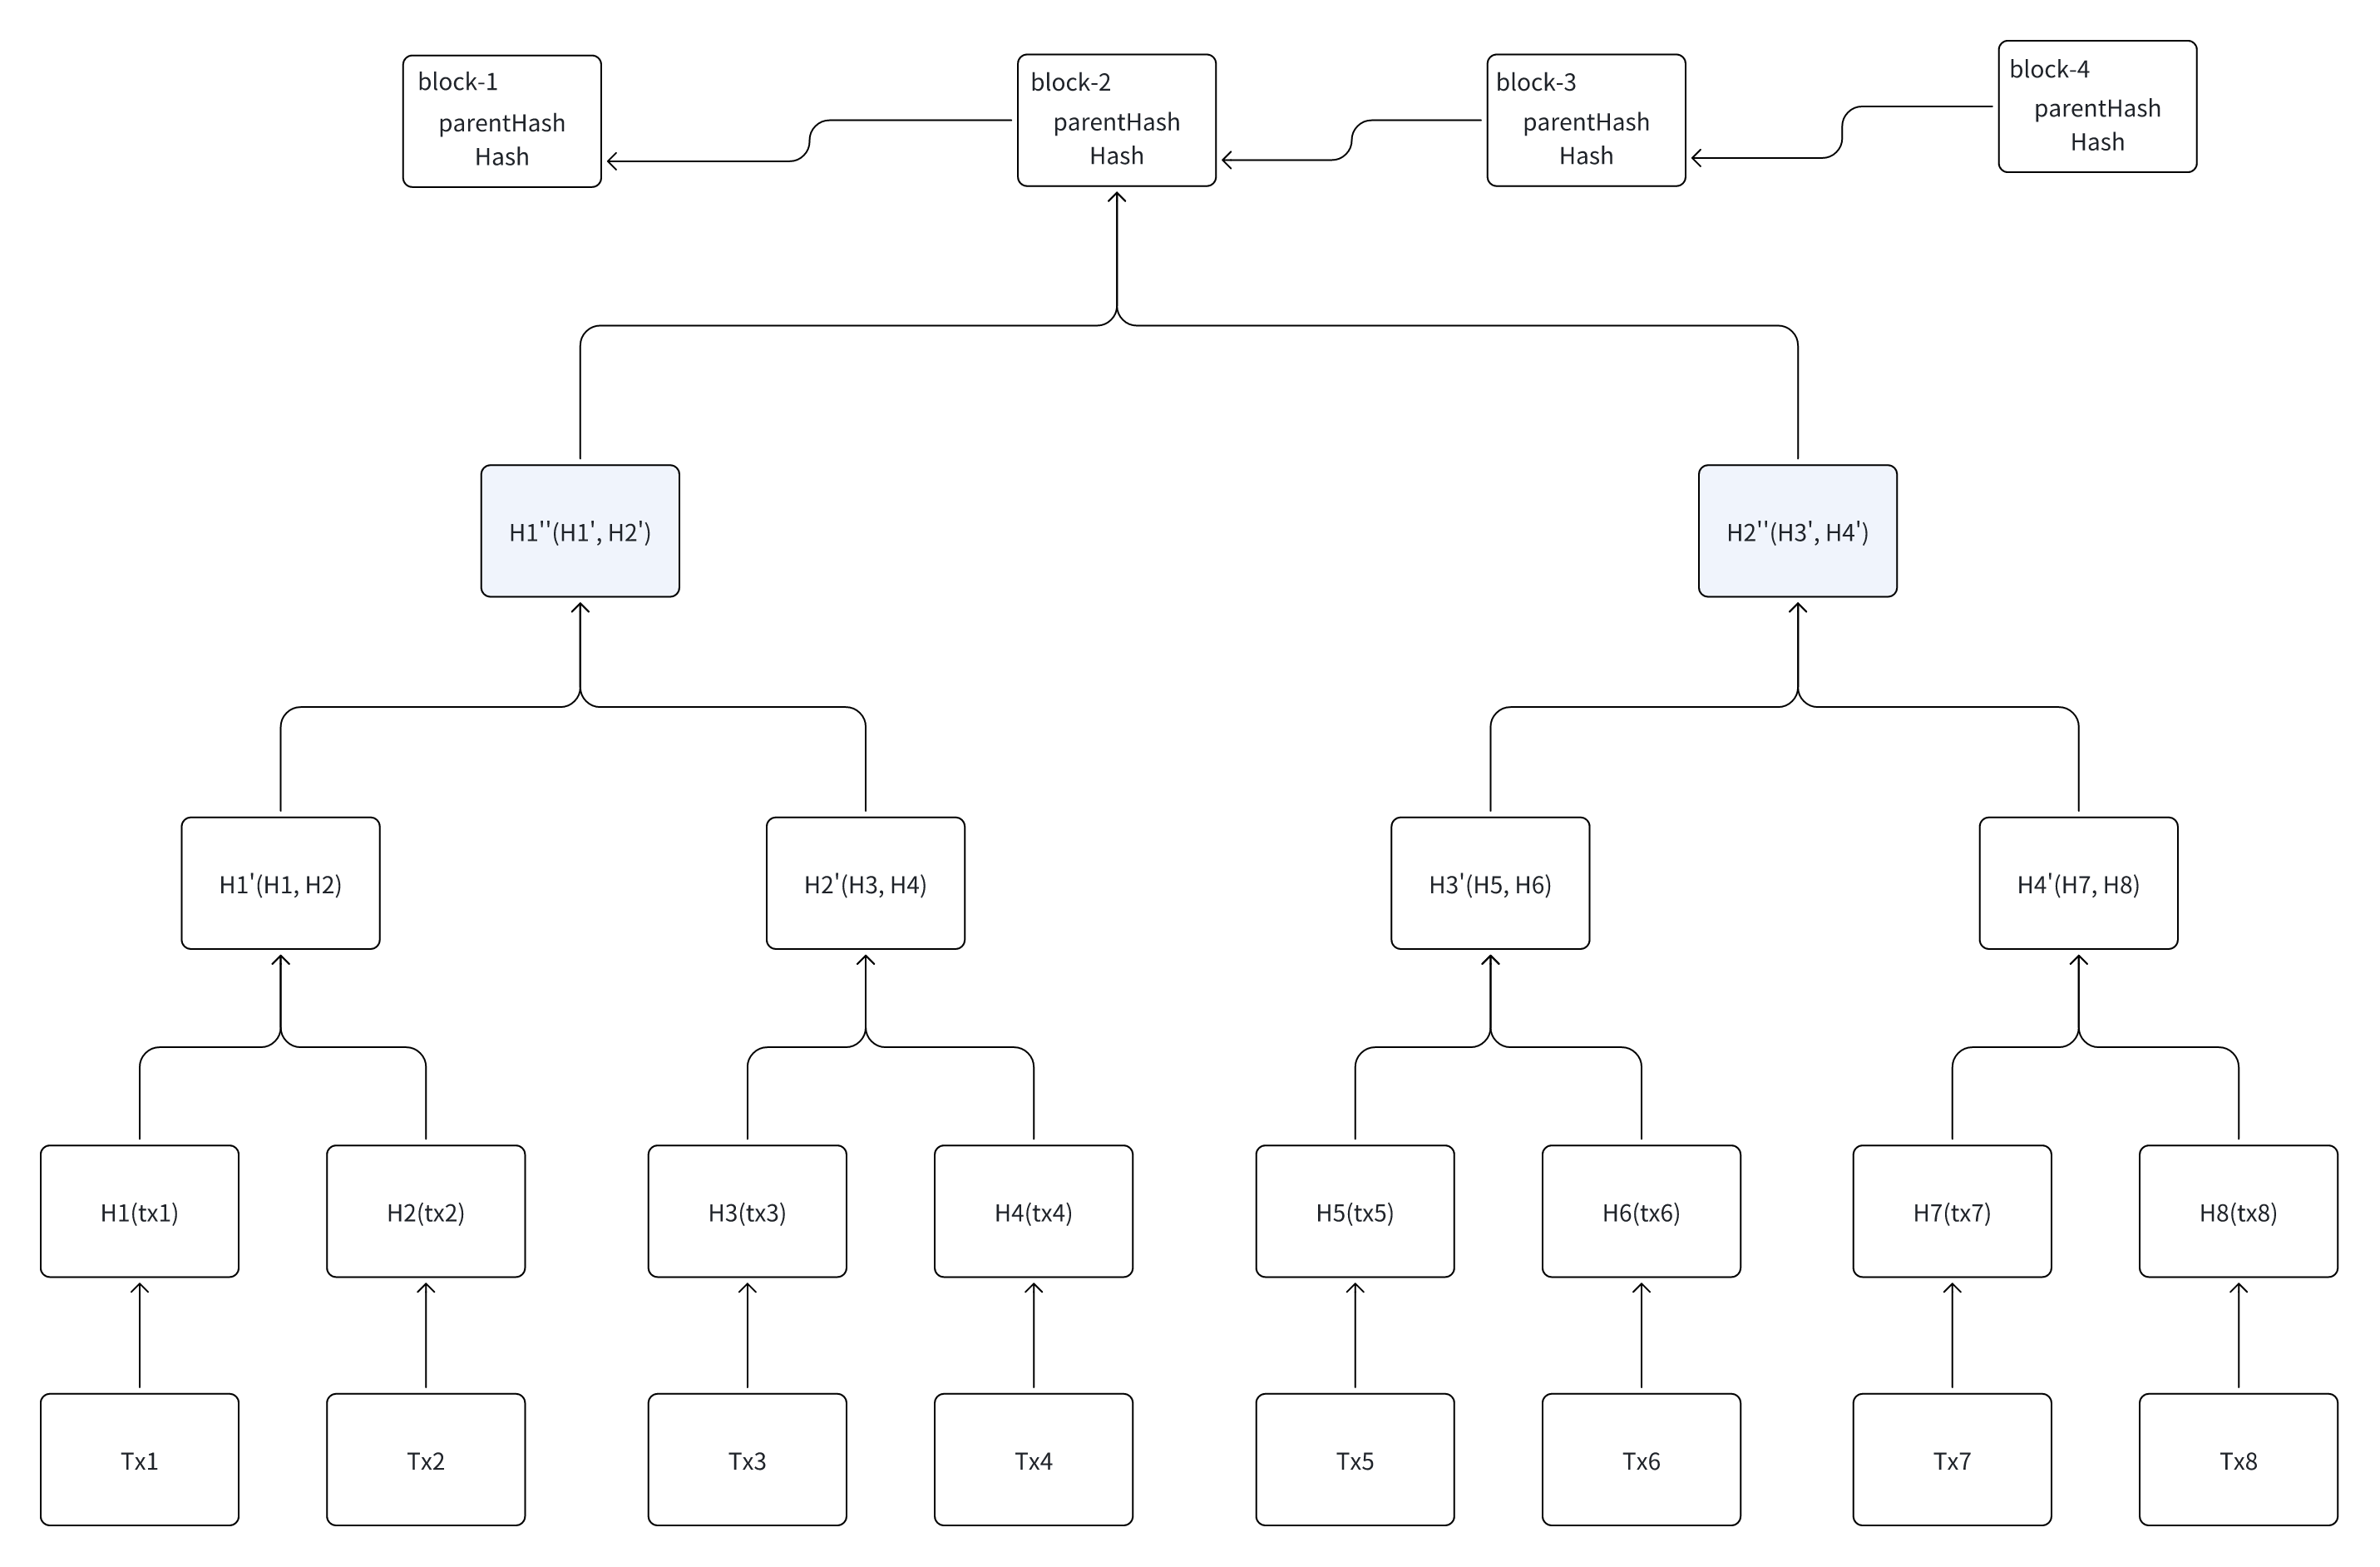 block-1
parentHash
Hash
block-2
parentHash
Hash
block-3
parentHash
Hash
block-4
parentHash
Hash
H1''(H1', H2')
H2''(H3', H4')
H1'(H1, H2)
H2'(H3, H4)
H3'(H5, H6)
H4'(H7, H8)
H1(tx1)
H2(tx2)
H3(tx3)
H4(tx4)
H5(tx5)
H6(tx6)
H7(tx7)
H8(tx8)
Tx1
Tx2
Tx3
Tx4
Tx5
Tx6
Tx7
Tx8